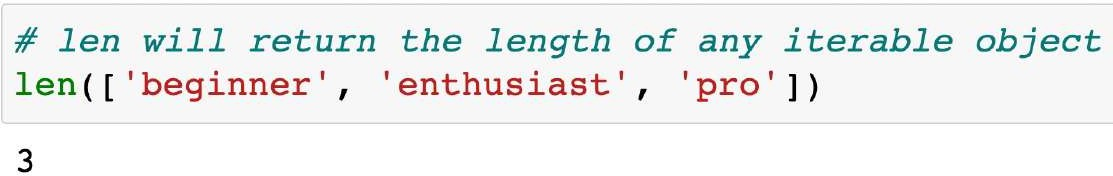 # len will return the length of any iterable object
len(['beginner', 'enthusiast', 'pro'])
3